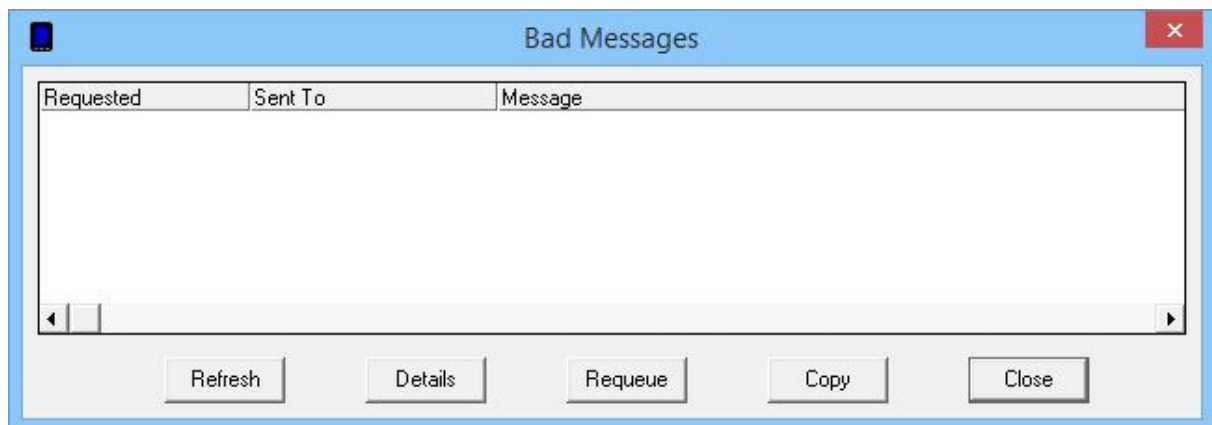 Bad Messages
Requested Sent To Message
Refresh Details Requeue Copy Close